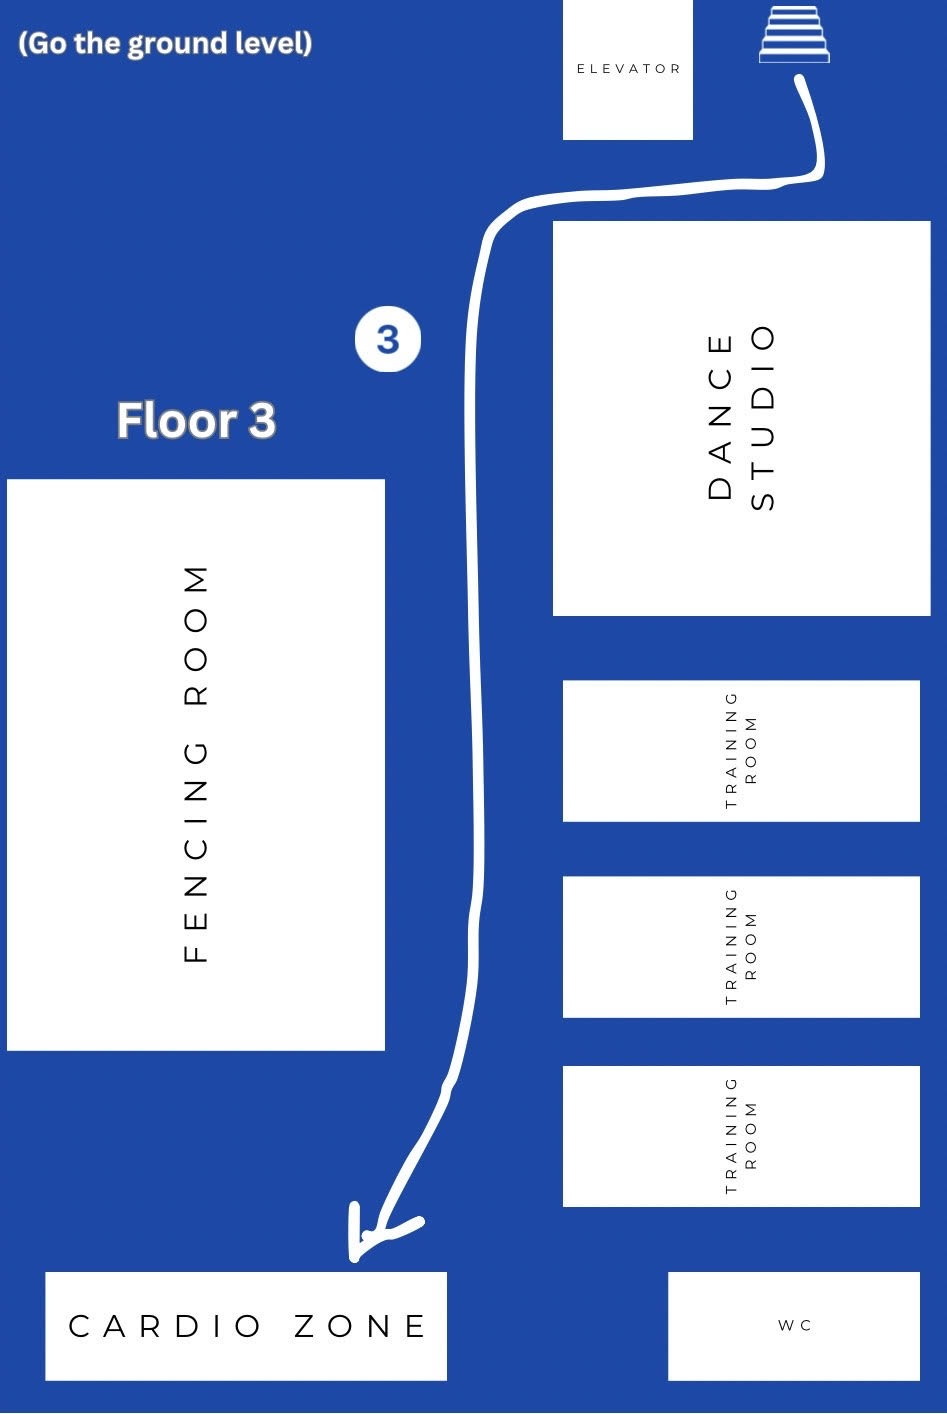 (Go the ground level)
ELEVATOR
3
Floor 3
DANCE
STUDIO
FENCING ROOM
TRAINING
ROOM
TRAINING
ROOM
TRAINING
ROOM
CARDIO ZONE
WC